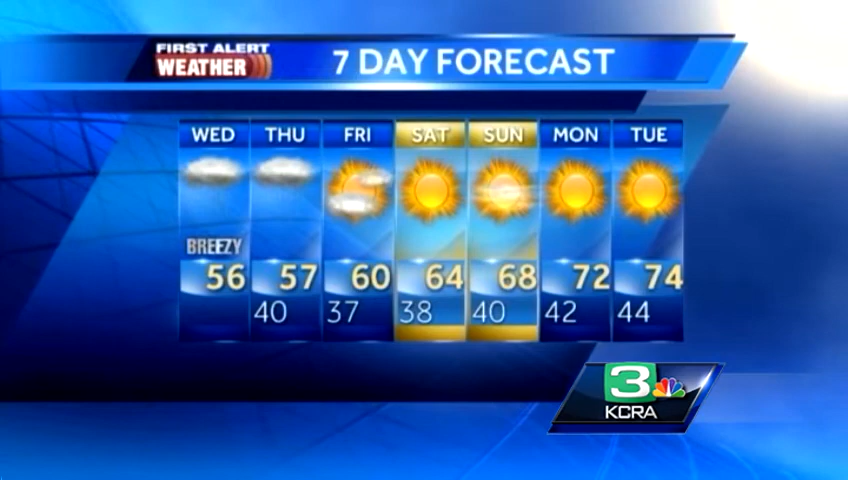 FIRST ALERT
WEATHER
7 DAY FORECAST
WED THU FRI SAT SUN MON TUE
BREEZY
56 57 60 64 68 72 74
40 37 38 40 42 44
3
KCRA